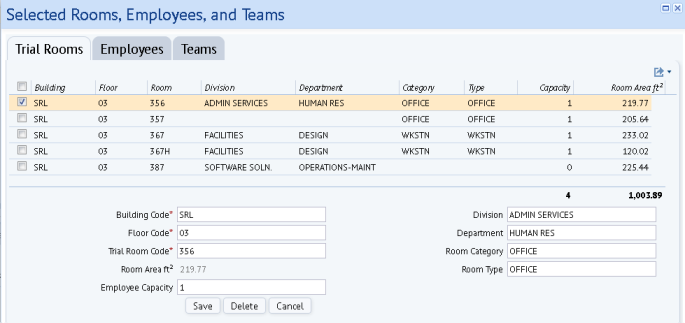 Selected Rooms, Employees, and Teams
Trial Rooms Employees Teams
Building Floor Room Division Department Category Type Capacity Room Area ft²
SRL 03 356 ADMIN SERVICES HUMAN RES OFFICE OFFICE 1 219.77
SRL 03 357 OFFICE OFFICE 1 205.64
SRL 03 367 FACILITIES DESIGN WKSTN WKSTN 1 233.02
SRL 03 367H FACILITIES DESIGN WKSTN WKSTN 1 120.02
SRL 03 387 SOFTWARE SOLN. OPERATIONS-MAINT 0 225.44
4 1,003.89
Building Code* SRL Division ADMIN SERVICES
Floor Code* 03 Department HUMAN RES
Trial Room Code* 356 Room Category OFFICE
Room Area ft² 219.77 Room Type OFFICE
Employee Capacity 1
Save Delete Cancel